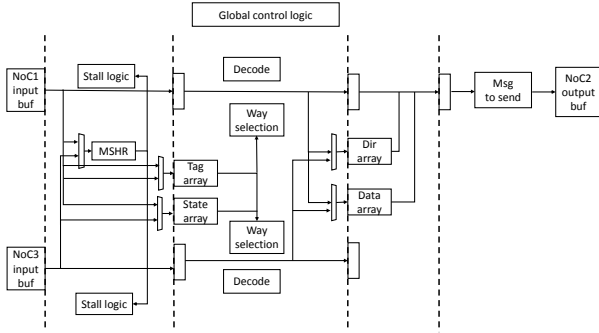 Global control logic
NoC1
input
buf
Stall logic
Decode
Msg
to send
NoC2
output
buf
Way
selection
MSHR
Dir
array
Tag
array
State
array
Data
array
Way
selection
NoC3
input
buf
Decode
Stall logic